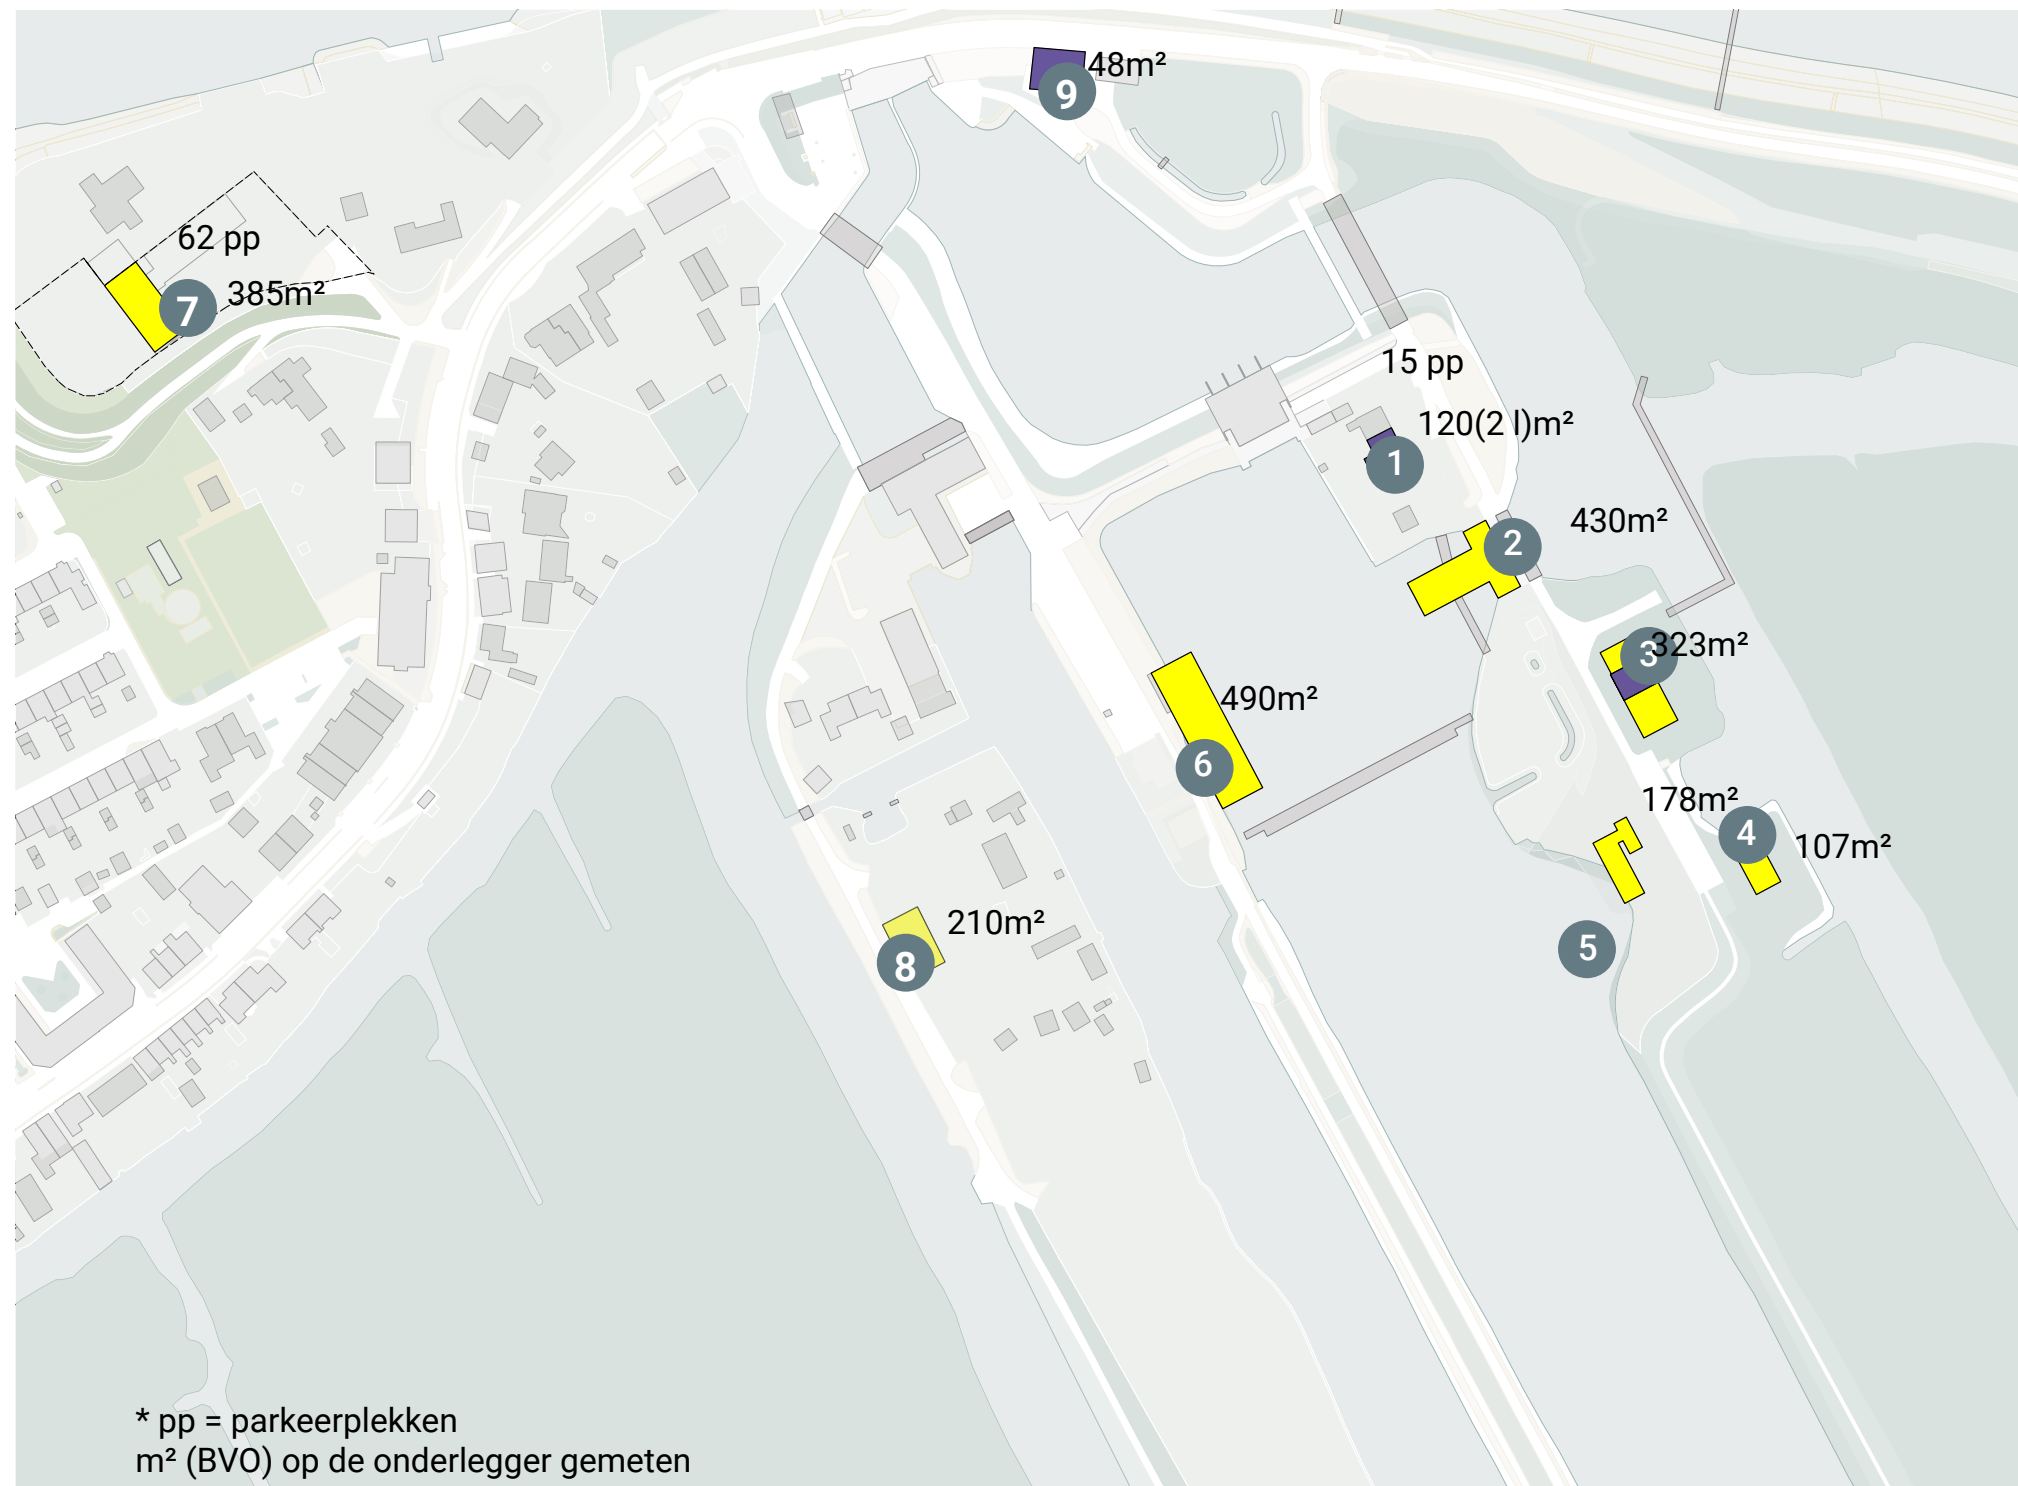 48m²
9
62 pp
385m²
7
15 pp
120(2 l)m²
1
430m²
2
323m²
3
490m²
6
178m²
4
107m²
210m²
8
5
* pp = parkeerplekken
m² (BVO) op de onderlegger gemeten